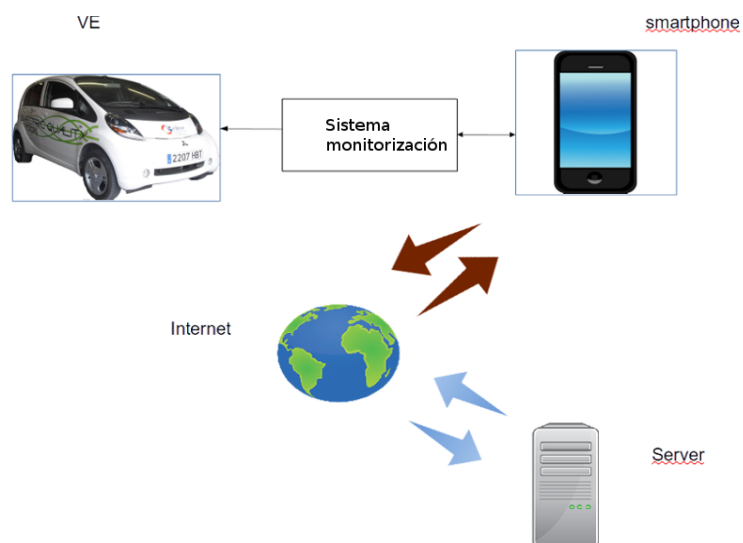 VE
smartphone
Sistema
monitorización
2207 HBT
Internet
Server